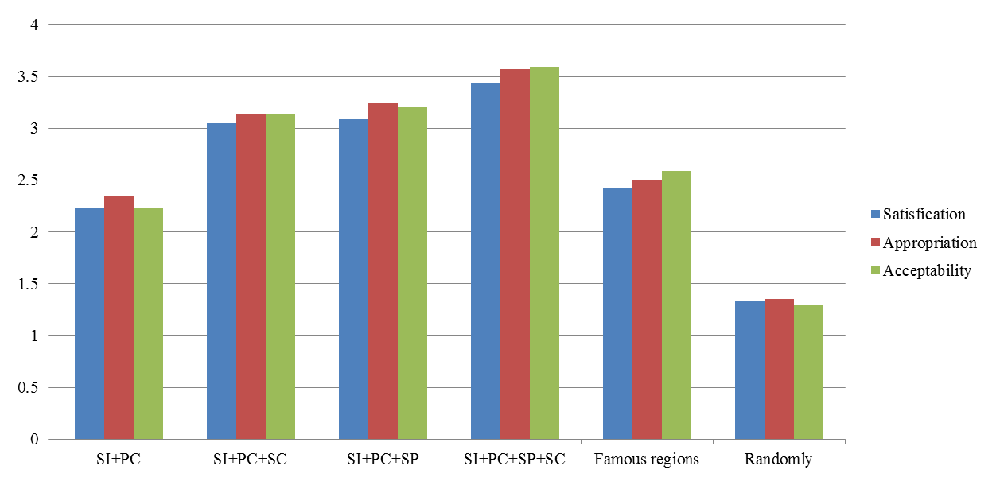 4
3.5
3
2.5
2
1.5
1
0.5
0
SI+PC
SI+PC+SC
SI+PC+SP
SI+PC+SP+SC
Famous regions
Randomly
Satisfication
Appropriation
Acceptability